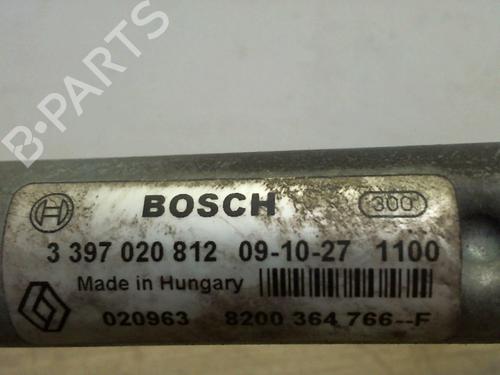 B-PARTS
BOSCH
300
3 397 020 812 09-10-27 1100
Made in Hungary
020963 8200 364 766--F